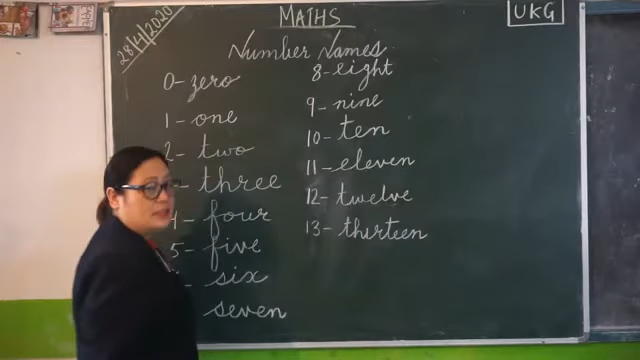 28/4/2020
MATHS
UKG
Number Names
0- zero
1- one
2- two
- three
4- four
5- five
- six
seven
8- eight
9- nine
10- ten
11- eleven
12- twelve
13- thirteen